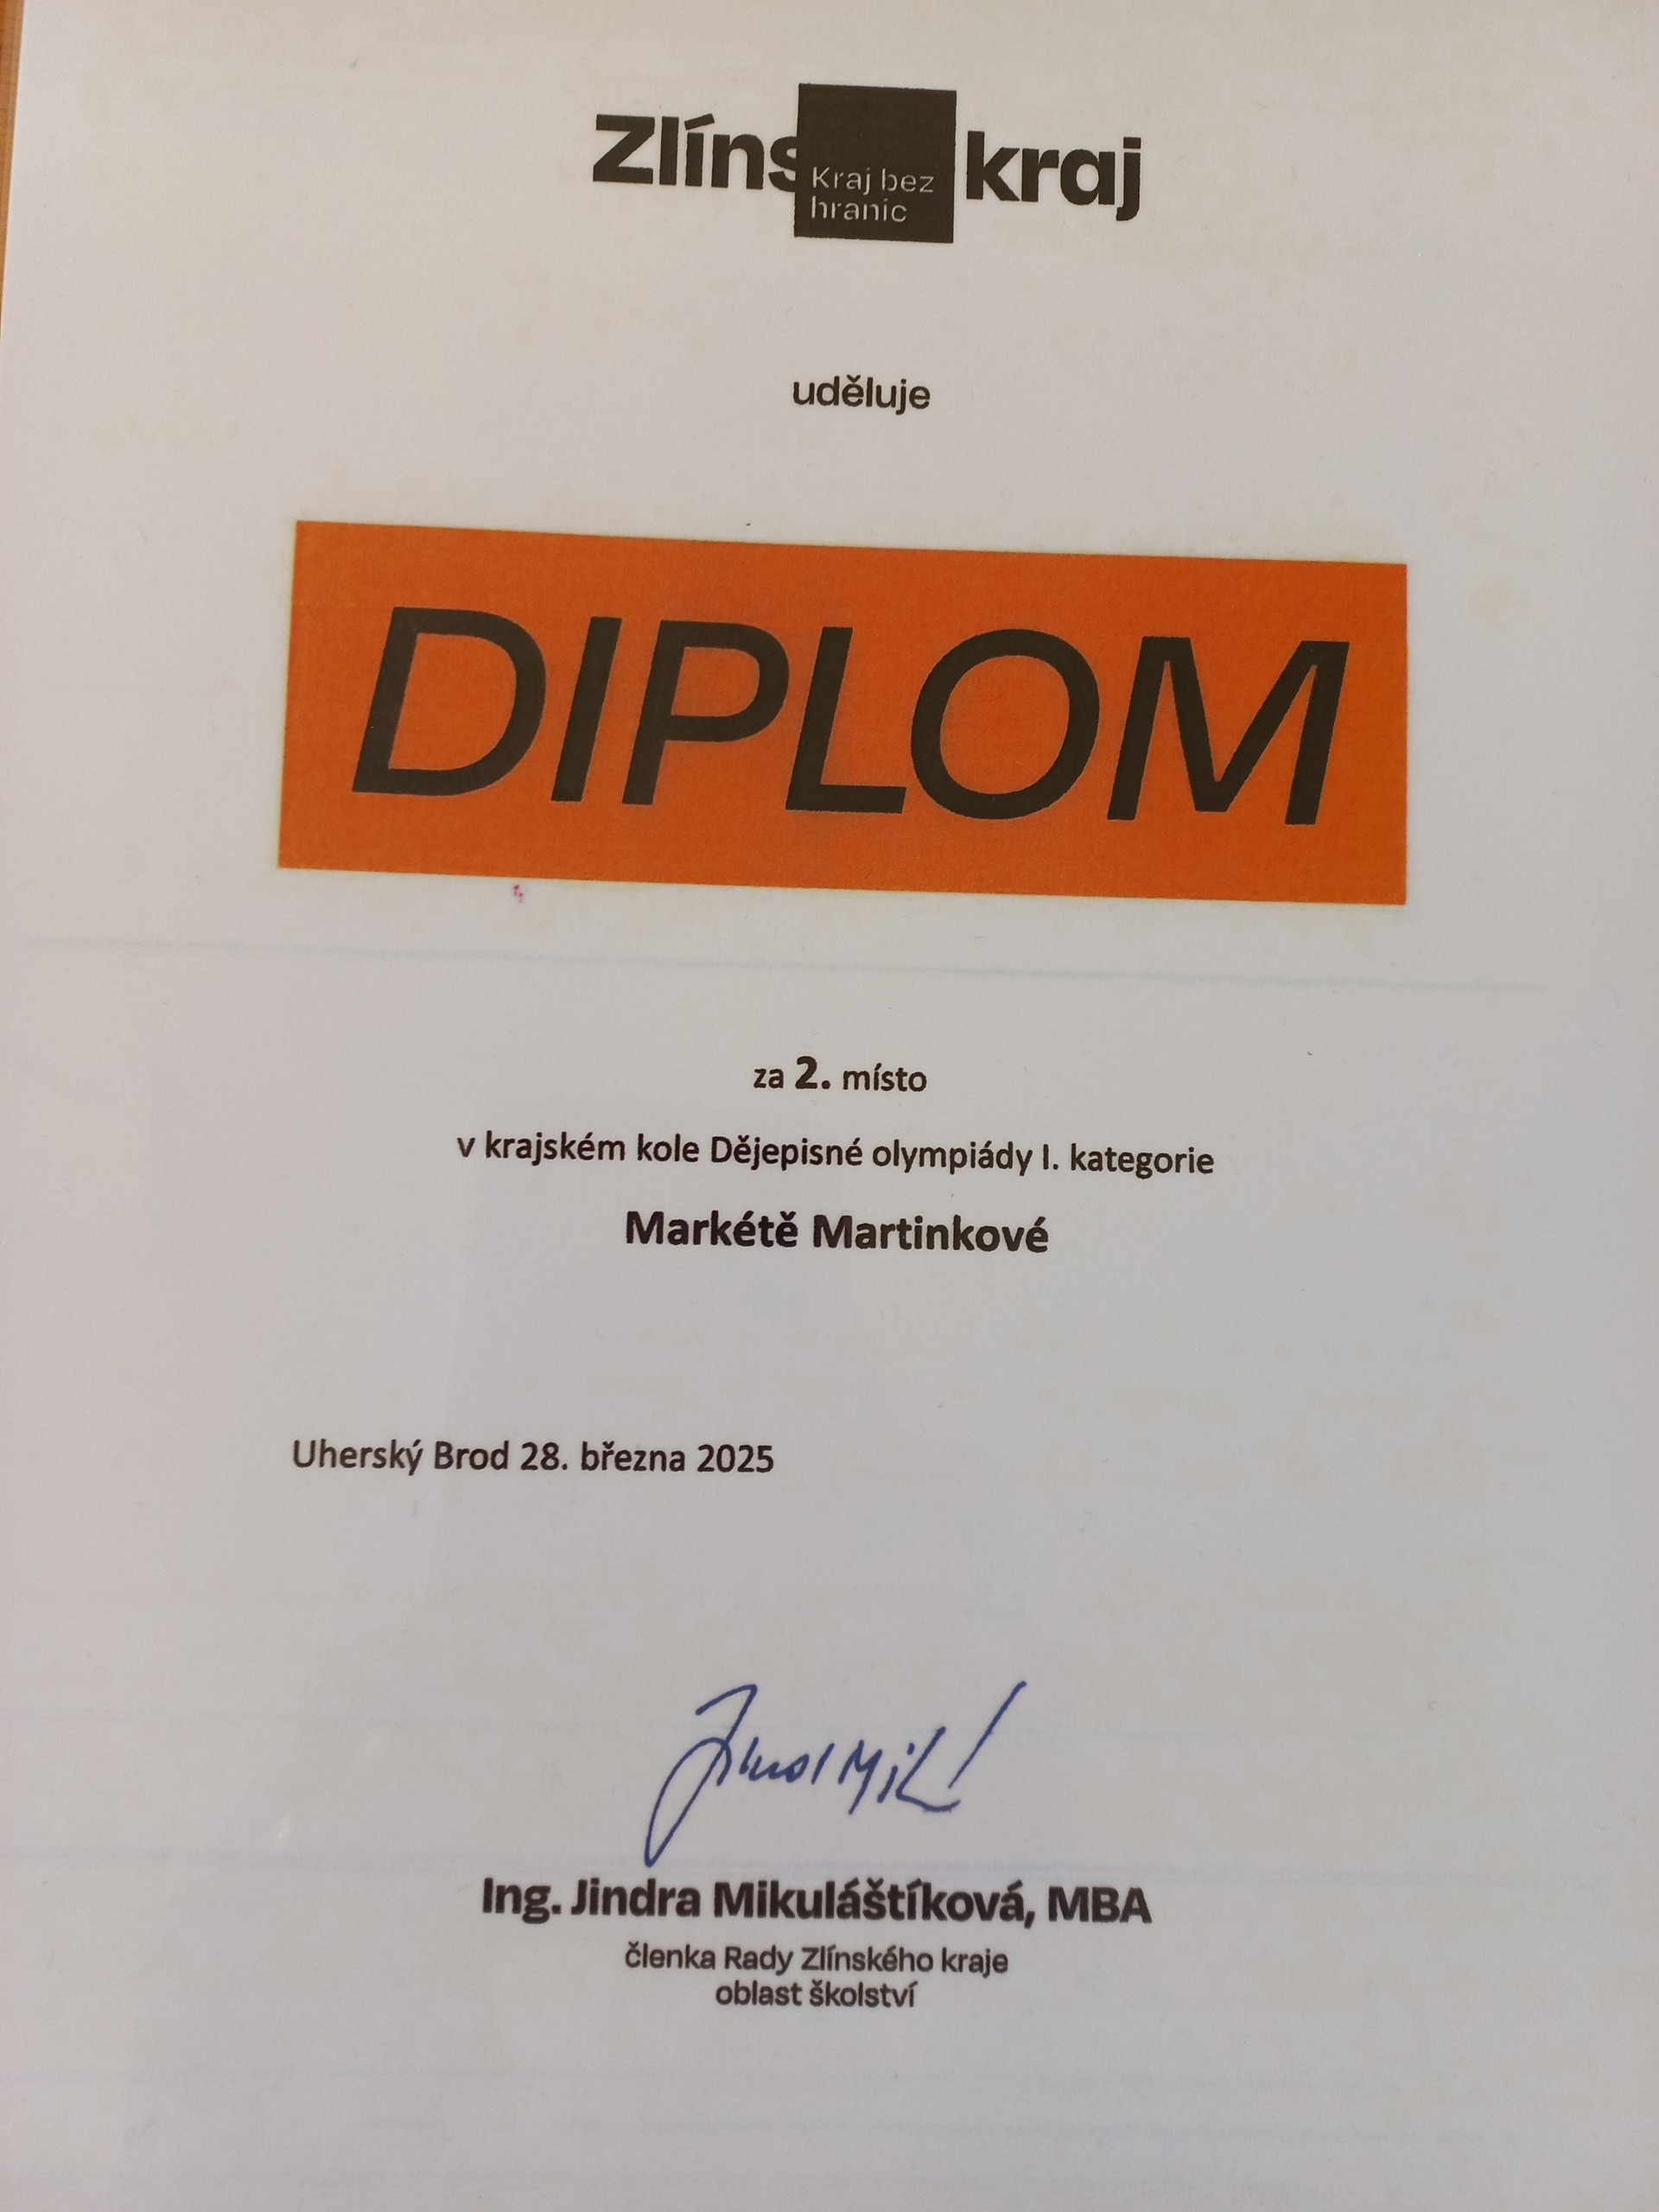 Zlíns kraj
Kraj bez
hranic
uděluje
DIPLOM
za 2. místo
v krajském kole Dějepisné olympiády I. kategorie
Markétě Martinkové
Uherský Brod 28. března 2025
Ing. Jindra Mikuláštíková, MBA
členka Rady Zlínského kraje
oblast školství